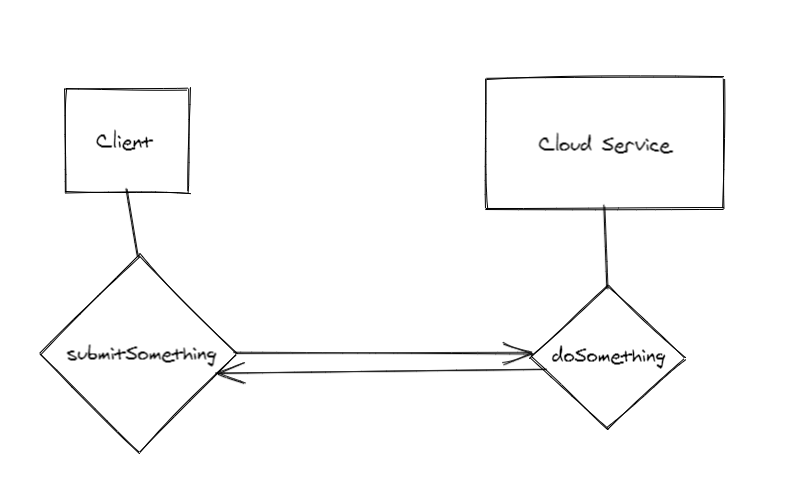 Client
Cloud Service
submitSomething
doSomething